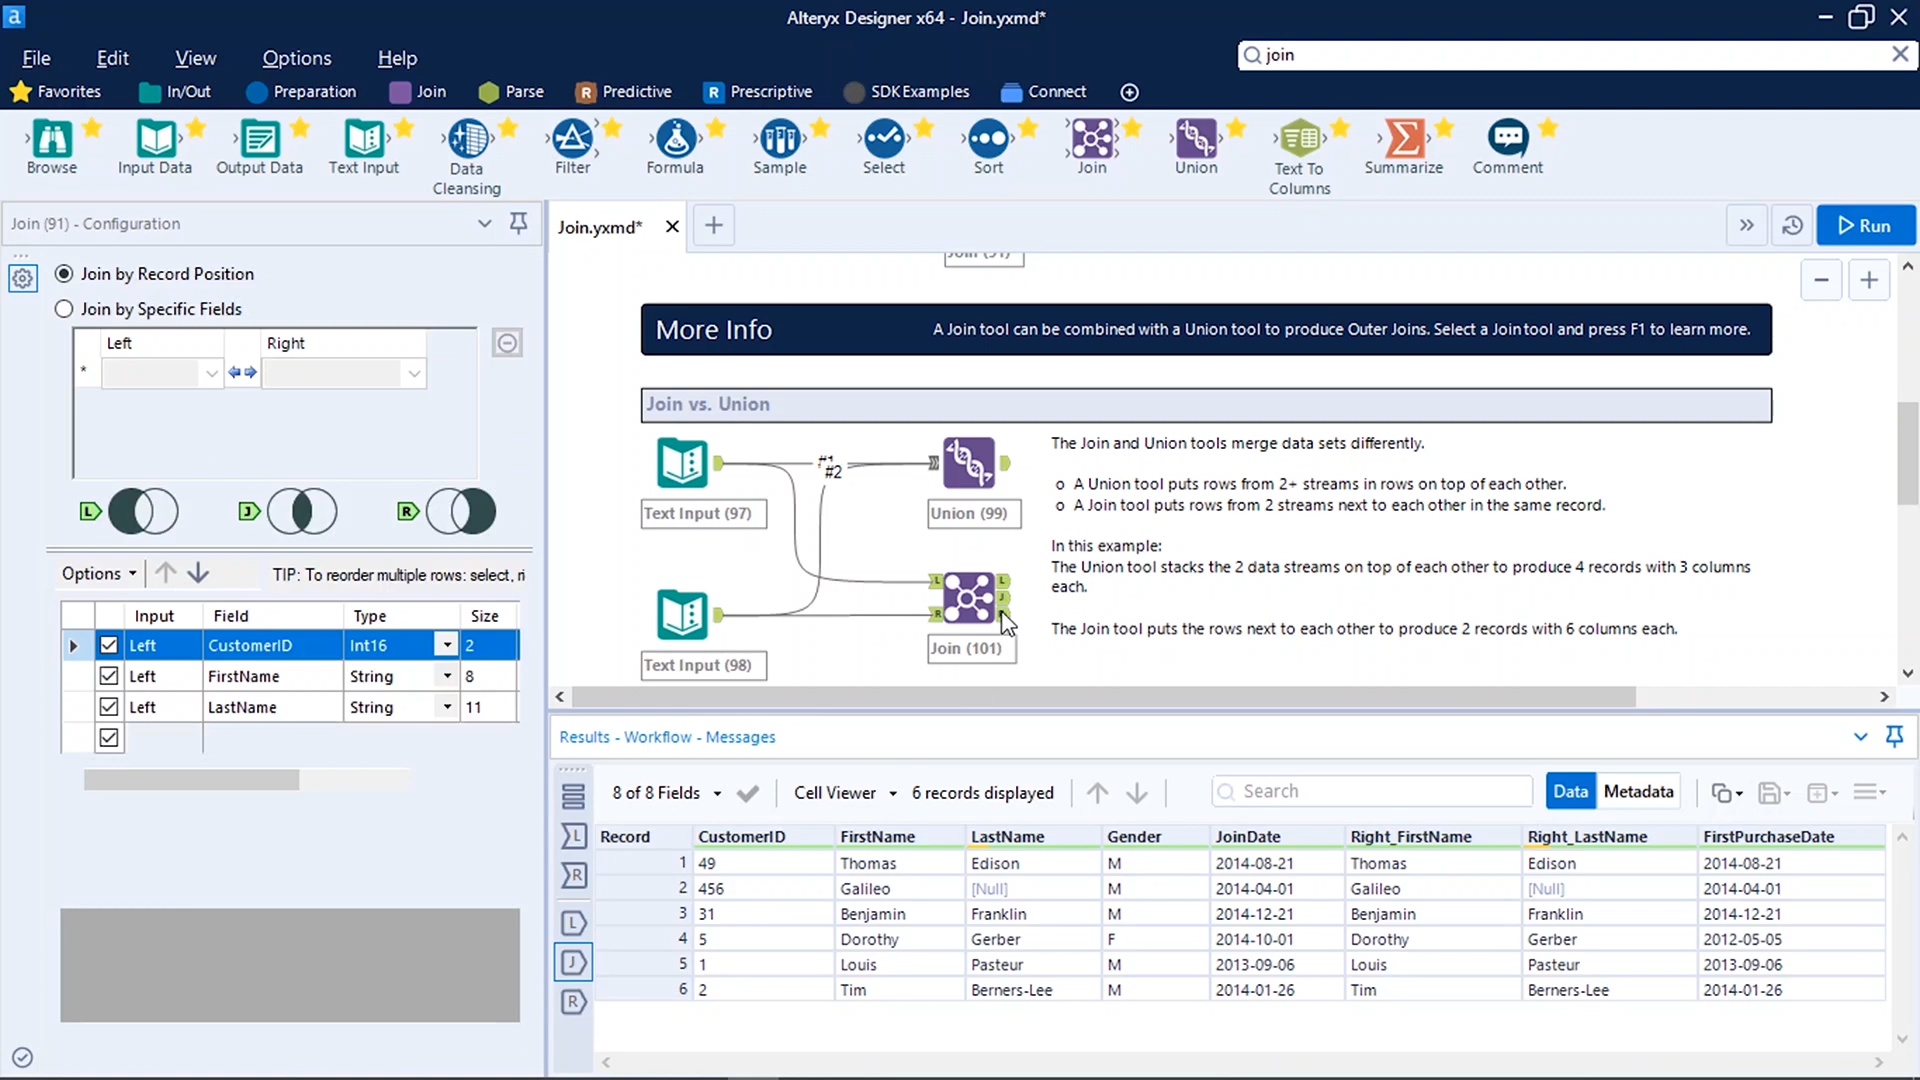 a
Alteryx Designer x64 - Join.yxmd*
File Edit View Options Help
join
Favorites In/Out Preparation Join Parse Predictive Prescriptive SDKExamples Connect
Browse Input Data Output Data Text Input Data Cleansing Filter Formula Sample Select Sort Join Union Text To Columns Summarize Comment
Join (91) - Configuration
Join.yxmd*
Run
Join by Record Position
Join by Specific Fields
Left Right
*
L J R
Options
TIP: To reorder multiple rows: select, ri
Input Field Type Size
Left CustomerID Int16 2
Left FirstName String 8
Left LastName String 11
More Info
A Join tool can be combined with a Union tool to produce Outer Joins. Select a Join tool and press F1 to learn more.
Join vs. Union
#1
#2
Text Input (97)
Union (99)
L L
J
R
Text Input (98)
Join (101)
The Join and Union tools merge data sets differently.
o A Union tool puts rows from 2+ streams in rows on top of each other.
o A Join tool puts rows from 2 streams next to each other in the same record.
In this example:
The Union tool stacks the 2 data streams on top of each other to produce 4 records with 3 columns
each.
The Join tool puts the rows next to each other to produce 2 records with 6 columns each.
Results - Workflow - Messages
8 of 8 Fields Cell Viewer 6 records displayed Search Data Metadata
L
R
L
J
R
Record CustomerID FirstName LastName Gender JoinDate Right_FirstName Right_LastName FirstPurchaseDate
1 49 Thomas Edison M 2014-08-21 Thomas Edison 2014-08-21
2 456 Galileo [Null] M 2014-04-01 Galileo [Null] 2014-04-01
3 31 Benjamin Franklin M 2014-12-21 Benjamin Franklin 2014-12-21
4 5 Dorothy Gerber F 2014-10-01 Dorothy Gerber 2012-05-05
5 1 Louis Pasteur M 2013-09-06 Louis Pasteur 2013-09-06
6 2 Tim Berners-Lee M 2014-01-26 Tim Berners-Lee 2014-01-26